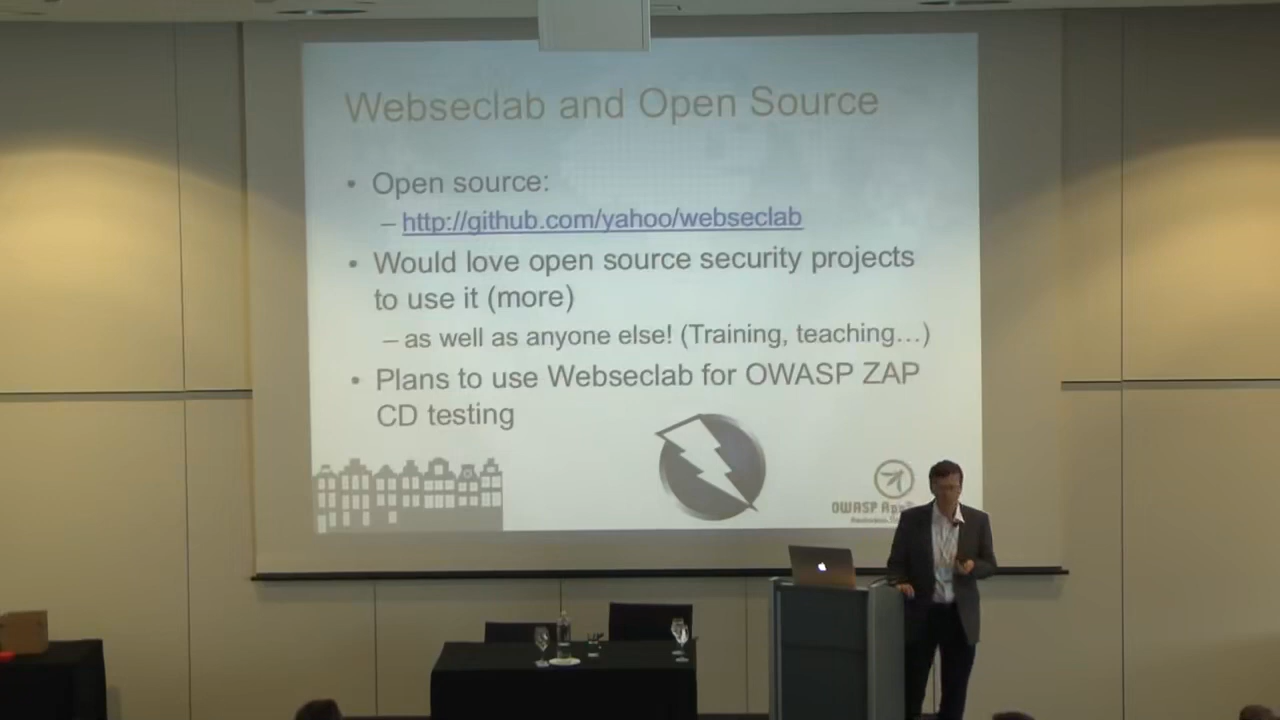 Webseclab and Open Source
• Open source:
– http://github.com/yahoo/webseclab
• Would love open source security projects
to use it (more)
– as well as anyone else! (Training, teaching…)
• Plans to use Webseclab for OWASP ZAP
CD testing
OWASP